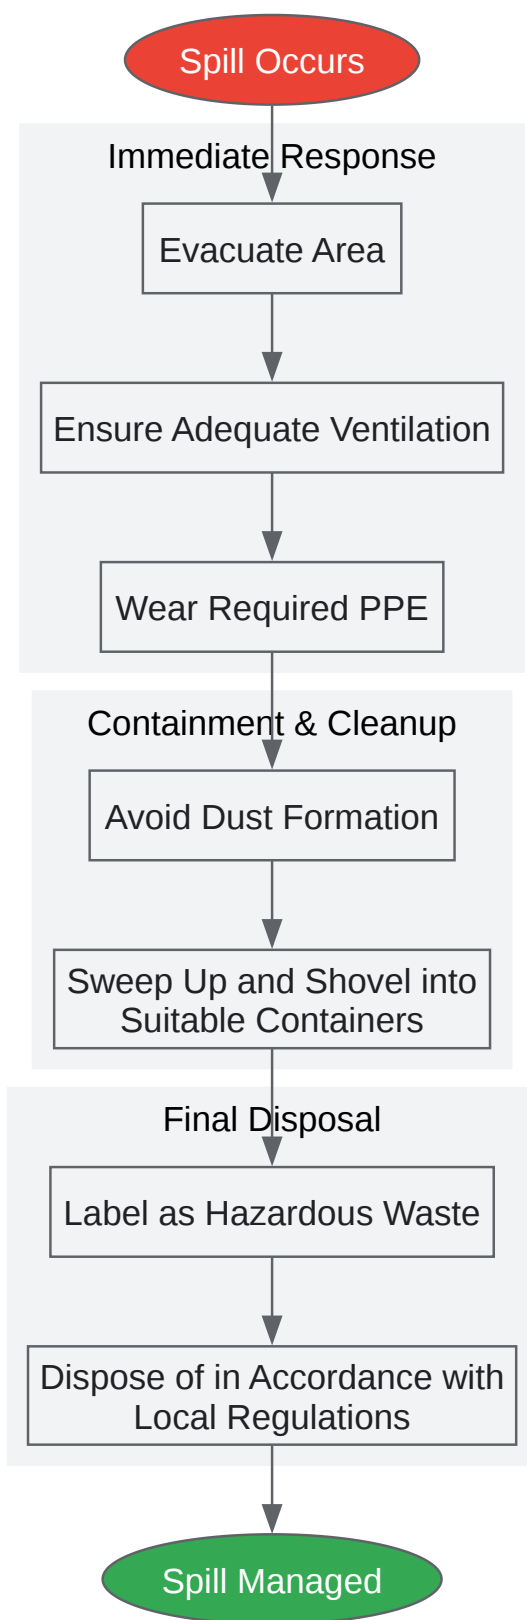 Spill Occurs
Immediate Response
Evacuate Area
Ensure Adequate Ventilation
Wear Required PPE
Containment & Cleanup
Avoid Dust Formation
Sweep Up and Shovel into
Suitable Containers
Final Disposal
Label as Hazardous Waste
Dispose of in Accordance with
Local Regulations
Spill Managed